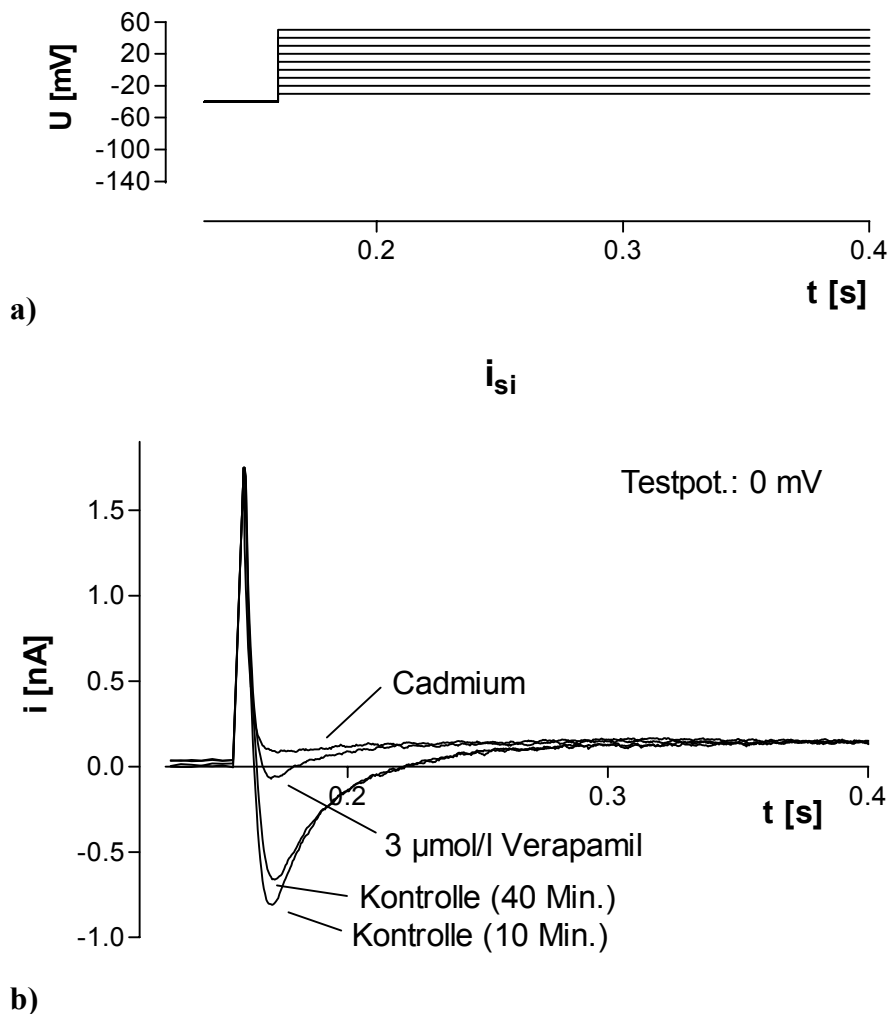 60
20
-20
-60
-100
-140
U [mV]
0.2 0.3 0.4
t [s]
a)
i_si
Testpot.: 0 mV
1.5
1.0
0.5
0.0
-0.5
-1.0
i [nA]
Cadmium
0.2 0.3 0.4
t [s]
3 µmol/l Verapamil
Kontrolle (40 Min.)
Kontrolle (10 Min.)
b)